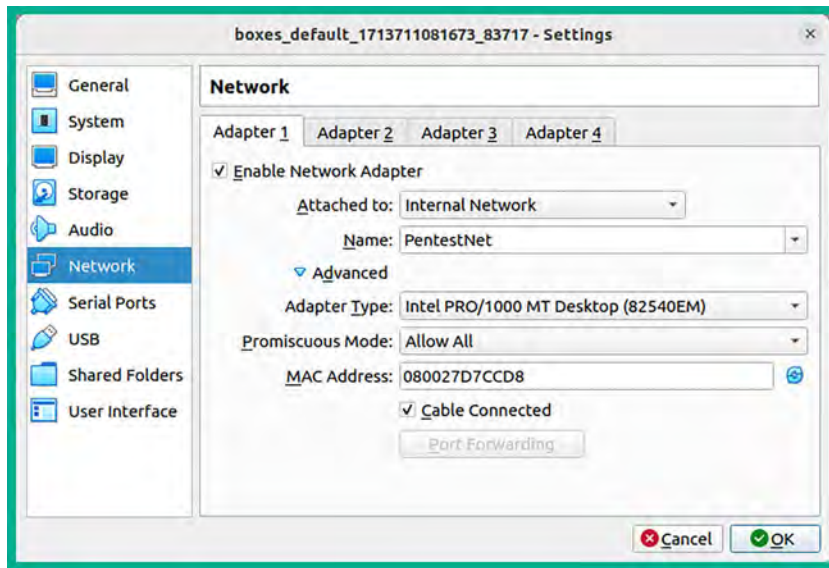 boxes_default_1713711081673_83717 - Settings
General
System
Display
Storage
Audio
Network
Serial Ports
USB
Shared Folders
User Interface
Network
Adapter 1 Adapter 2 Adapter 3 Adapter 4
Enable Network Adapter
Attached to: Internal Network
Name: PentestNet
Advanced
Adapter Type: Intel PRO/1000 MT Desktop (82540EM)
Promiscuous Mode: Allow All
MAC Address: 080027D7CCD8
Cable Connected
Port Forwarding
Cancel OK